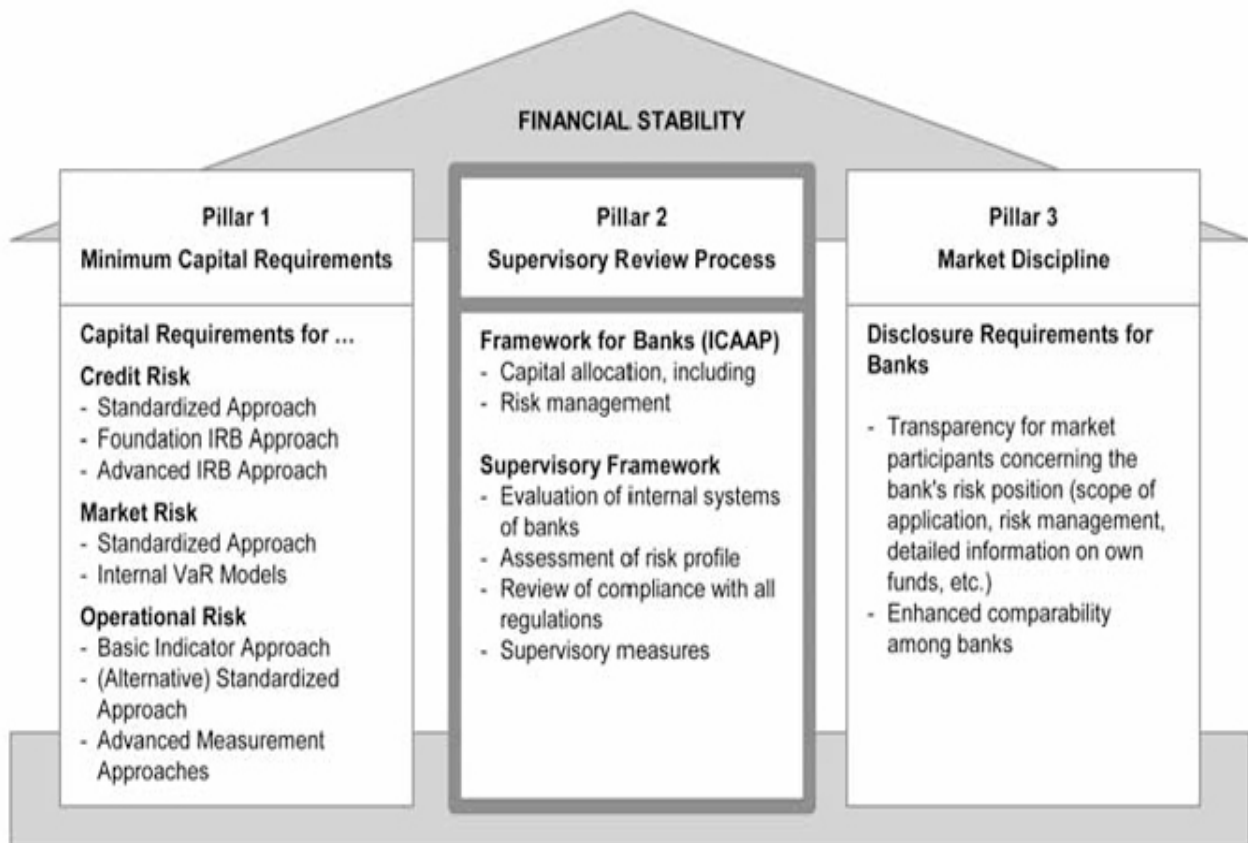 FINANCIAL STABILITY
Pillar 1
Minimum Capital Requirements
Capital Requirements for ...
Credit Risk
- Standardized Approach
- Foundation IRB Approach
- Advanced IRB Approach
Market Risk
- Standardized Approach
- Internal VaR Models
Operational Risk
- Basic Indicator Approach
- (Alternative) Standardized
Approach
- Advanced Measurement
Approaches
Pillar 2
Supervisory Review Process
Framework for Banks (ICAAP)
- Capital allocation, including
- Risk management
Supervisory Framework
- Evaluation of internal systems
of banks
- Assessment of risk profile
- Review of compliance with all
regulations
- Supervisory measures
Pillar 3
Market Discipline
Disclosure Requirements for
Banks
- Transparency for market
participants concerning the
bank's risk position (scope of
application, risk management,
detailed information on own
funds, etc.)
- Enhanced comparability
among banks